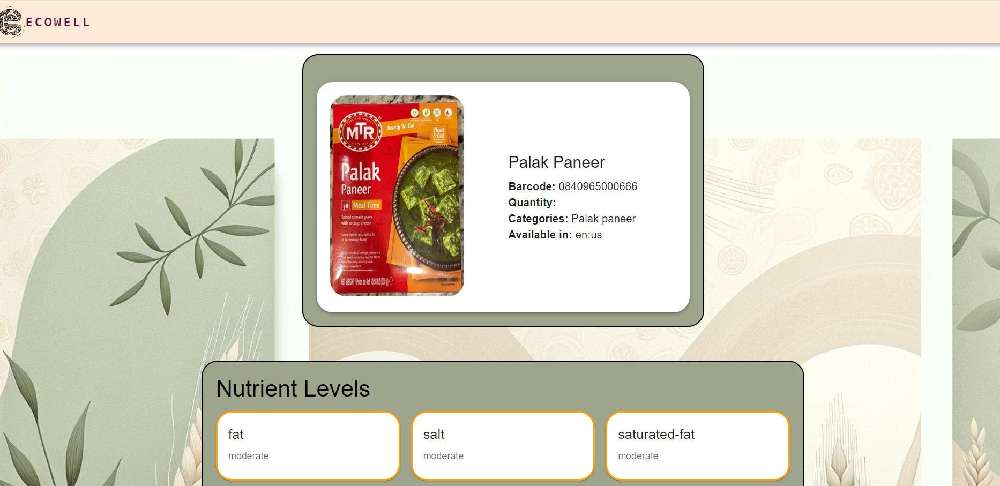 ECOWELL
MTR
PURE AND PERFECT
SINCE 1924
®
Ready To Eat
Heat
& Eat
Palak
Paneer
Meal Time
Spiced spinach gravy
with cottage cheese
Sauce épicée aux épinards
et au fromage blanc
NET WEIGHT / Poids de Net 10.58 OZ (300 g) e
Palak Paneer
Barcode: 0840965000666
Quantity:
Categories: Palak paneer
Available in: en:us
Nutrient Levels
fat
moderate
salt
moderate
saturated-fat
moderate